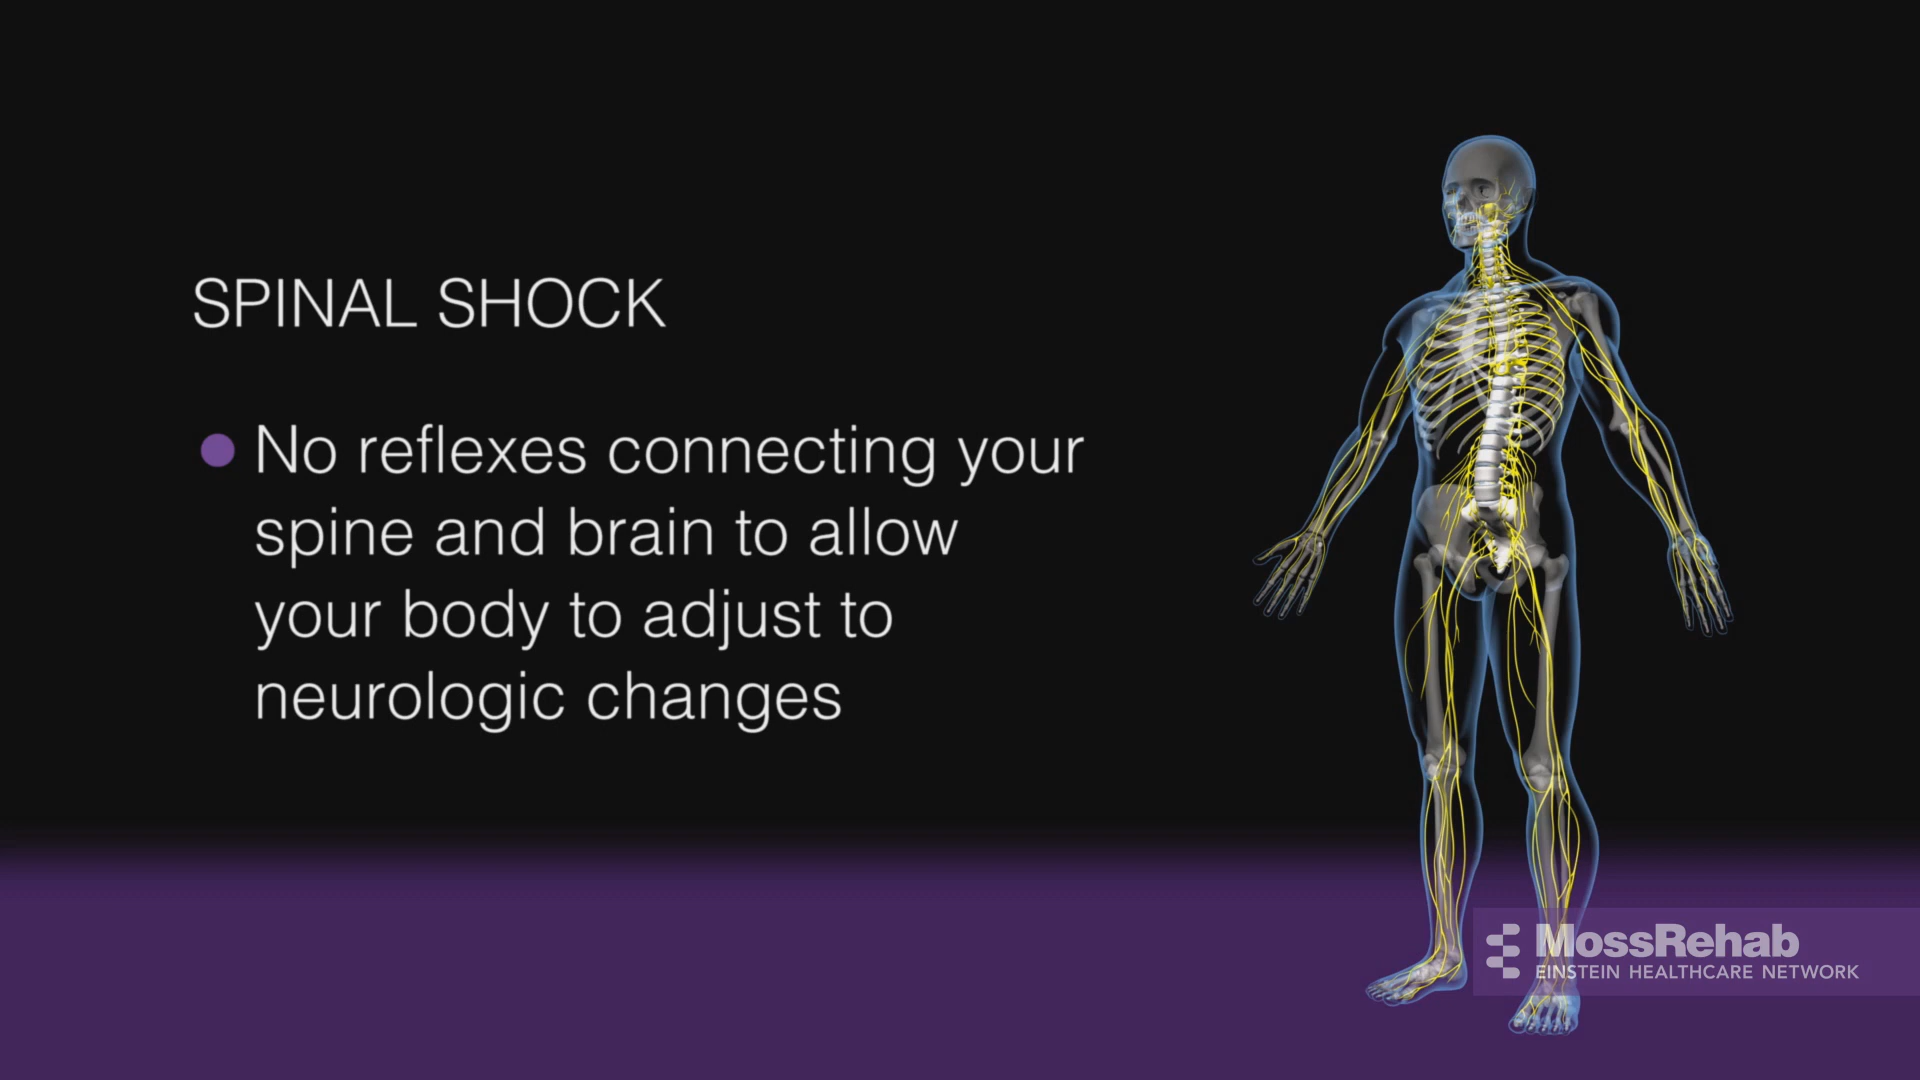 SPINAL SHOCK
No reflexes connecting your
spine and brain to allow
your body to adjust to
neurologic changes
MossRehab
EINSTEIN HEALTHCARE NETWORK